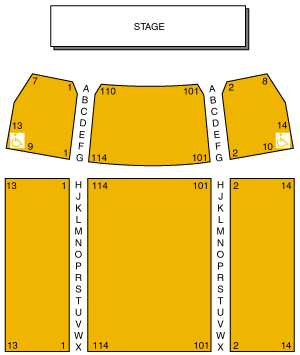 STAGE
7 1 A 110 101 A 2 8
B B
C C
D D
13 E E 14
F F
9 1 G 114 101 G 2 10
13 1 H 114 101 H 2 14
J J
K K
L L
M M
N N
O O
P P
R R
S S
T T
U U
V V
W W
13 1 X 114 101 X 2 14